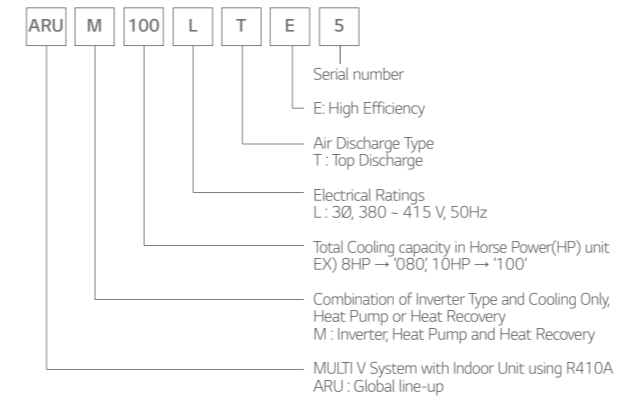 ARU M 100 L T E 5
Serial number
E: High Efficiency
Air Discharge Type
T : Top Discharge
Electrical Ratings
L : 3Ø, 380 ~ 415 V, 50Hz
Total Cooling capacity in Horse Power(HP) unit
EX) 8HP → ‘080’, 10HP → ‘100’
Combination of Inverter Type and Cooling Only,
Heat Pump or Heat Recovery
M : Inverter, Heat Pump and Heat Recovery
MULTI V System with Indoor Unit using R410A
ARU : Global line-up